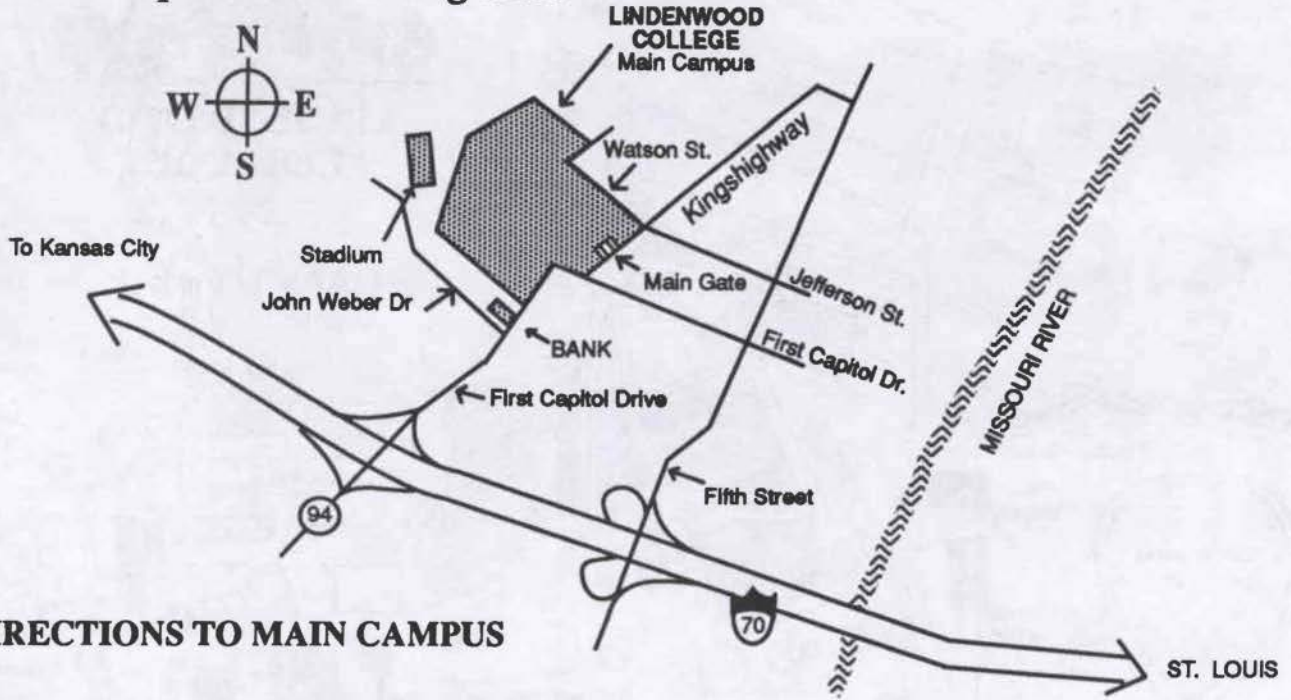 LINDENWOOD
COLLEGE
Main Campus
N
W E
S
Watson St.
Kingshighway
To Kansas City
Stadium
Main Gate
Jefferson St.
John Weber Dr
BANK
First Capitol Dr.
First Capitol Drive
MISSOURI RIVER
Fifth Street
94
70
IRECTIONS TO MAIN CAMPUS
ST. LOUIS